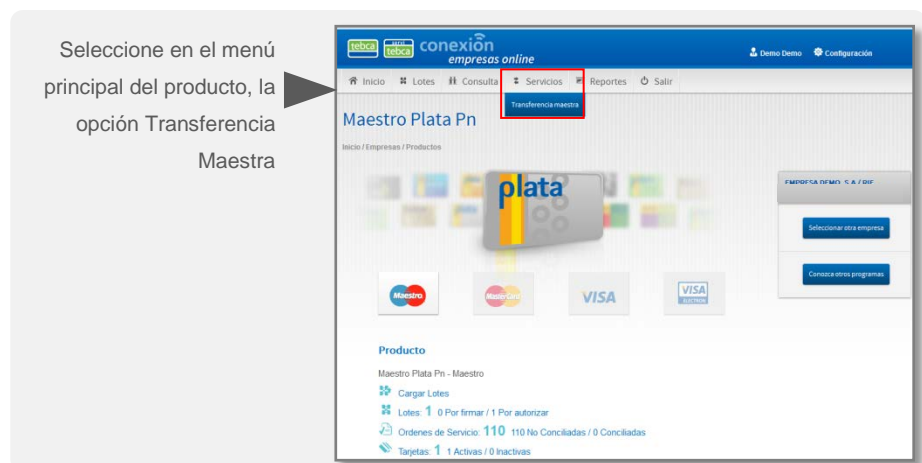 Seleccione en el menú
principal del producto, la
opción Transferencia
Maestra
tebca tebca conexión
empresas online
Demo Demo Configuración
Inicio Lotes Consulta Servicios Reportes Salir
Transferencia maestra
Maestro Plata Pn
Inicio / Empresas / Productos
plata
EMPRESA DEMO, S.A / RIF
Seleccionar otra empresa
Conozca otros programas
Maestro MasterCard VISA VISA
ELECTRON
Producto
Maestro Plata Pn - Maestro
Cargar Lotes
Lotes: 1 0 Por firmar / 1 Por autorizar
Ordenes de Servicio: 110 110 No Conciliadas / 0 Conciliadas
Tarjetas: 1 1 Activas / 0 Inactivas